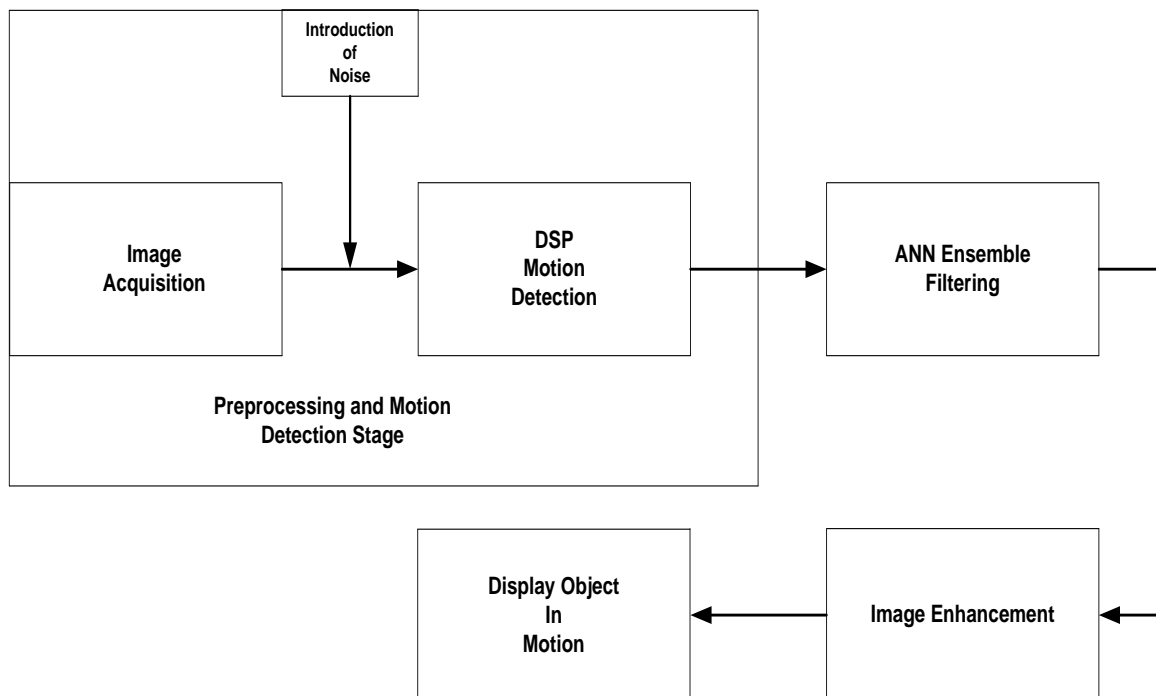 Introduction
of
Noise
Image
Acquisition
DSP
Motion
Detection
ANN Ensemble
Filtering
Preprocessing and Motion
Detection Stage
Display Object
In
Motion
Image Enhancement